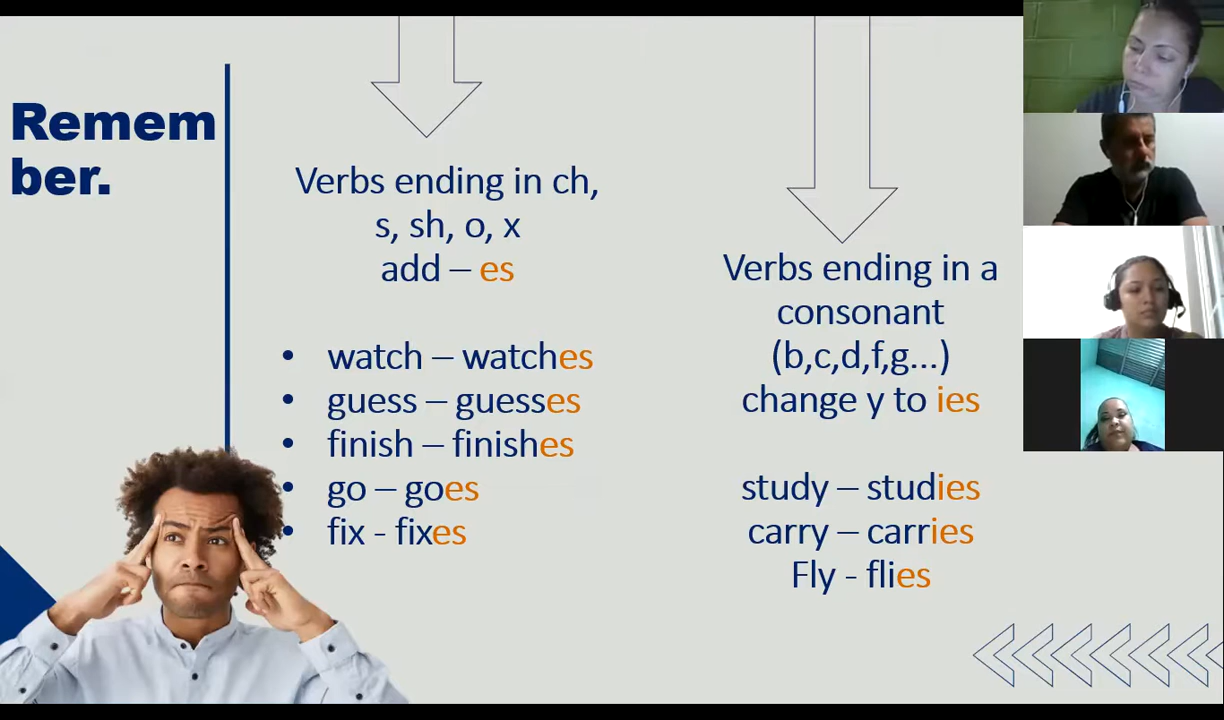 Remem
ber.
Verbs ending in ch,
s, sh, o, x
add – es
• watch – watches
• guess – guesses
• finish – finishes
• go – goes
• fix - fixes
Verbs ending in a
consonant
(b,c,d,f,g...)
change y to ies
study – studies
carry – carries
Fly - flies